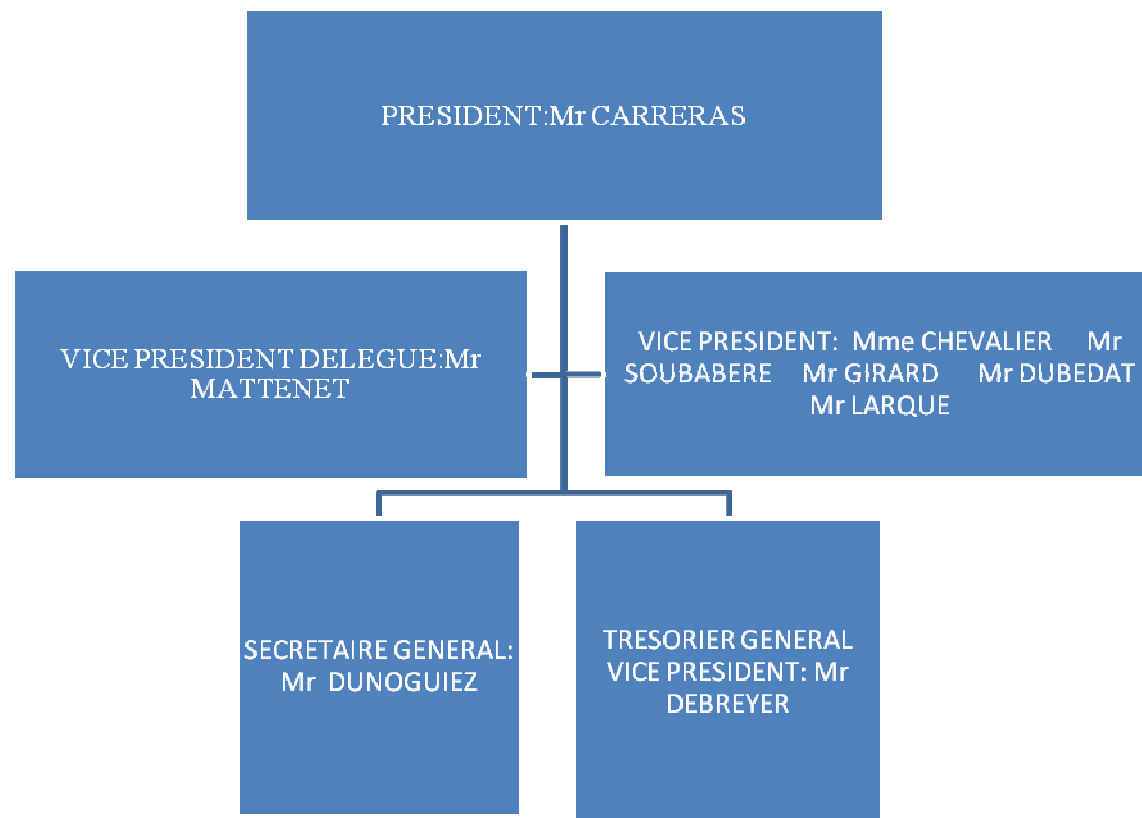 PRESIDENT:Mr CARRERAS
VICE PRESIDENT DELEGUE:Mr
MATTENET
VICE PRESIDENT: Mme CHEVALIER Mr
SOUBABERE Mr GIRARD Mr DUBEDAT
Mr LARQUE
SECRETAIRE GENERAL:
Mr DUNOGUIEZ
TRESORIER GENERAL
VICE PRESIDENT: Mr
DEBREYER